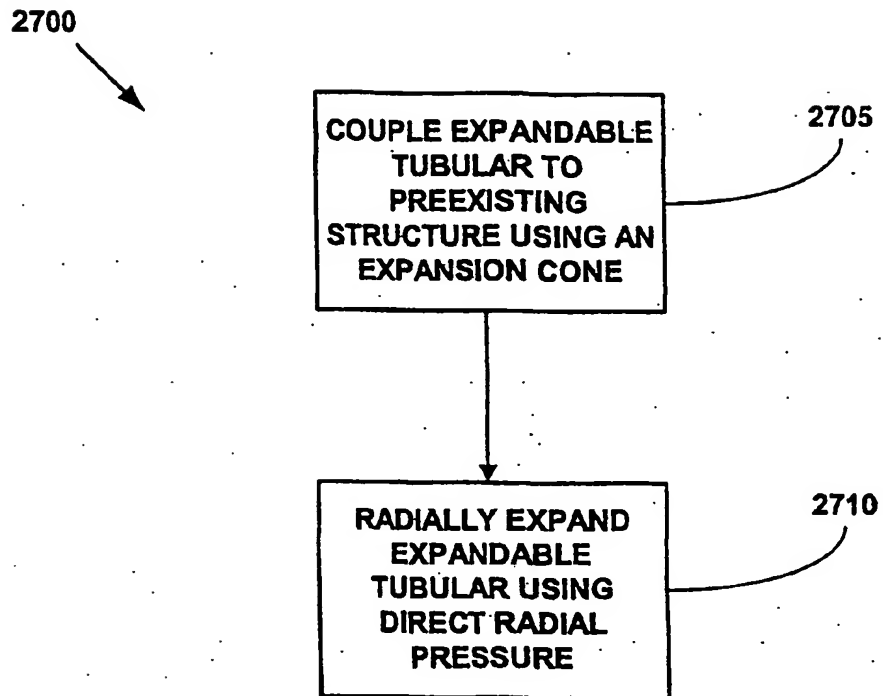 2700
2705
COUPLE EXPANDABLE
TUBULAR TO
PREEXISTING
STRUCTURE USING AN
EXPANSION CONE
2710
RADIALLY EXPAND
EXPANDABLE
TUBULAR USING
DIRECT RADIAL
PRESSURE